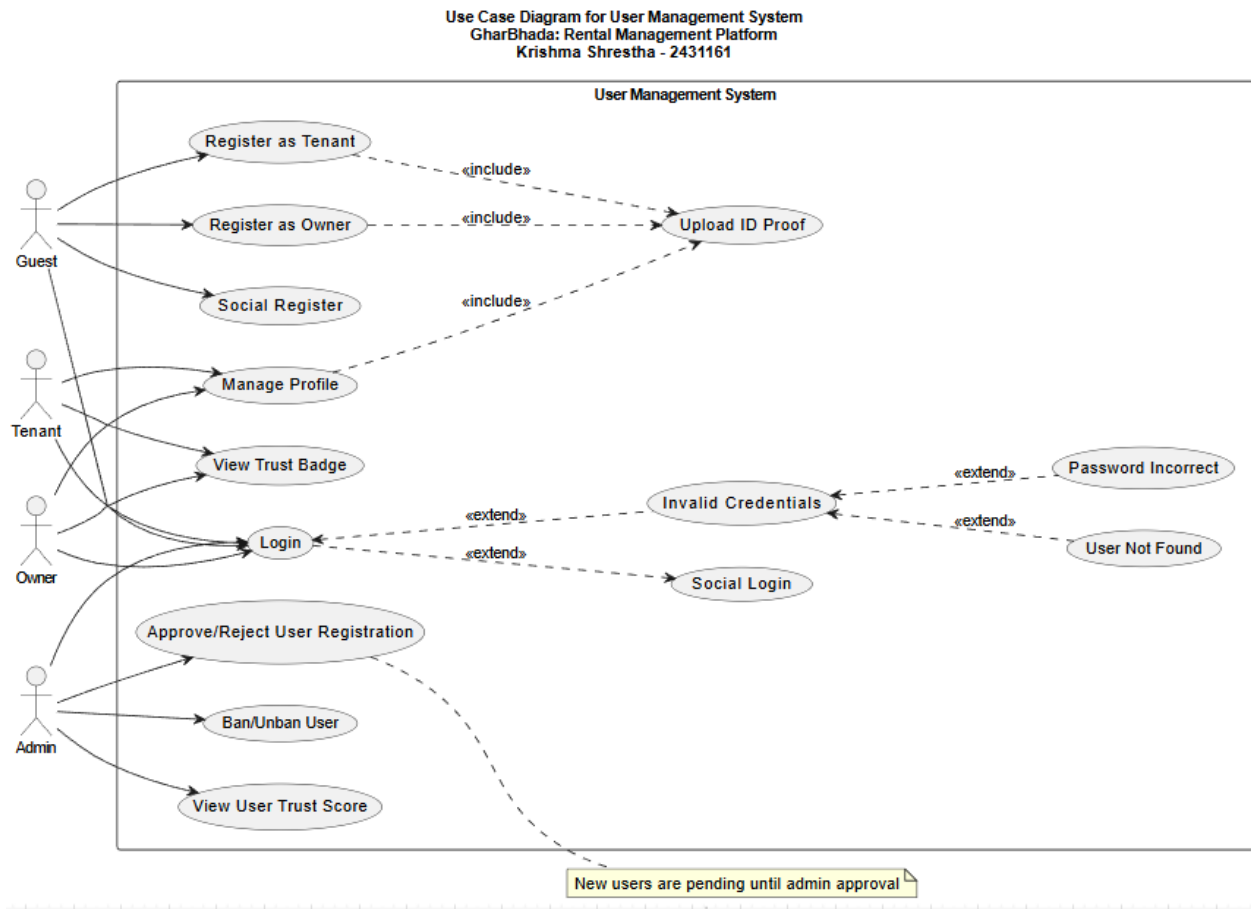 Use Case Diagram for User Management System
GharBhada: Rental Management Platform
Krishma Shrestha - 2431161
User Management System
Register as Tenant
«include»
Guest
Register as Owner
«include»
Upload ID Proof
Social Register
«include»
Tenant
Manage Profile
View Trust Badge
Password Incorrect
«extend»
Invalid Credentials
«extend»
Owner
Login
«extend»
«extend»
User Not Found
Social Login
Approve/Reject User Registration
Admin
Ban/Unban User
View User Trust Score
New users are pending until admin approval